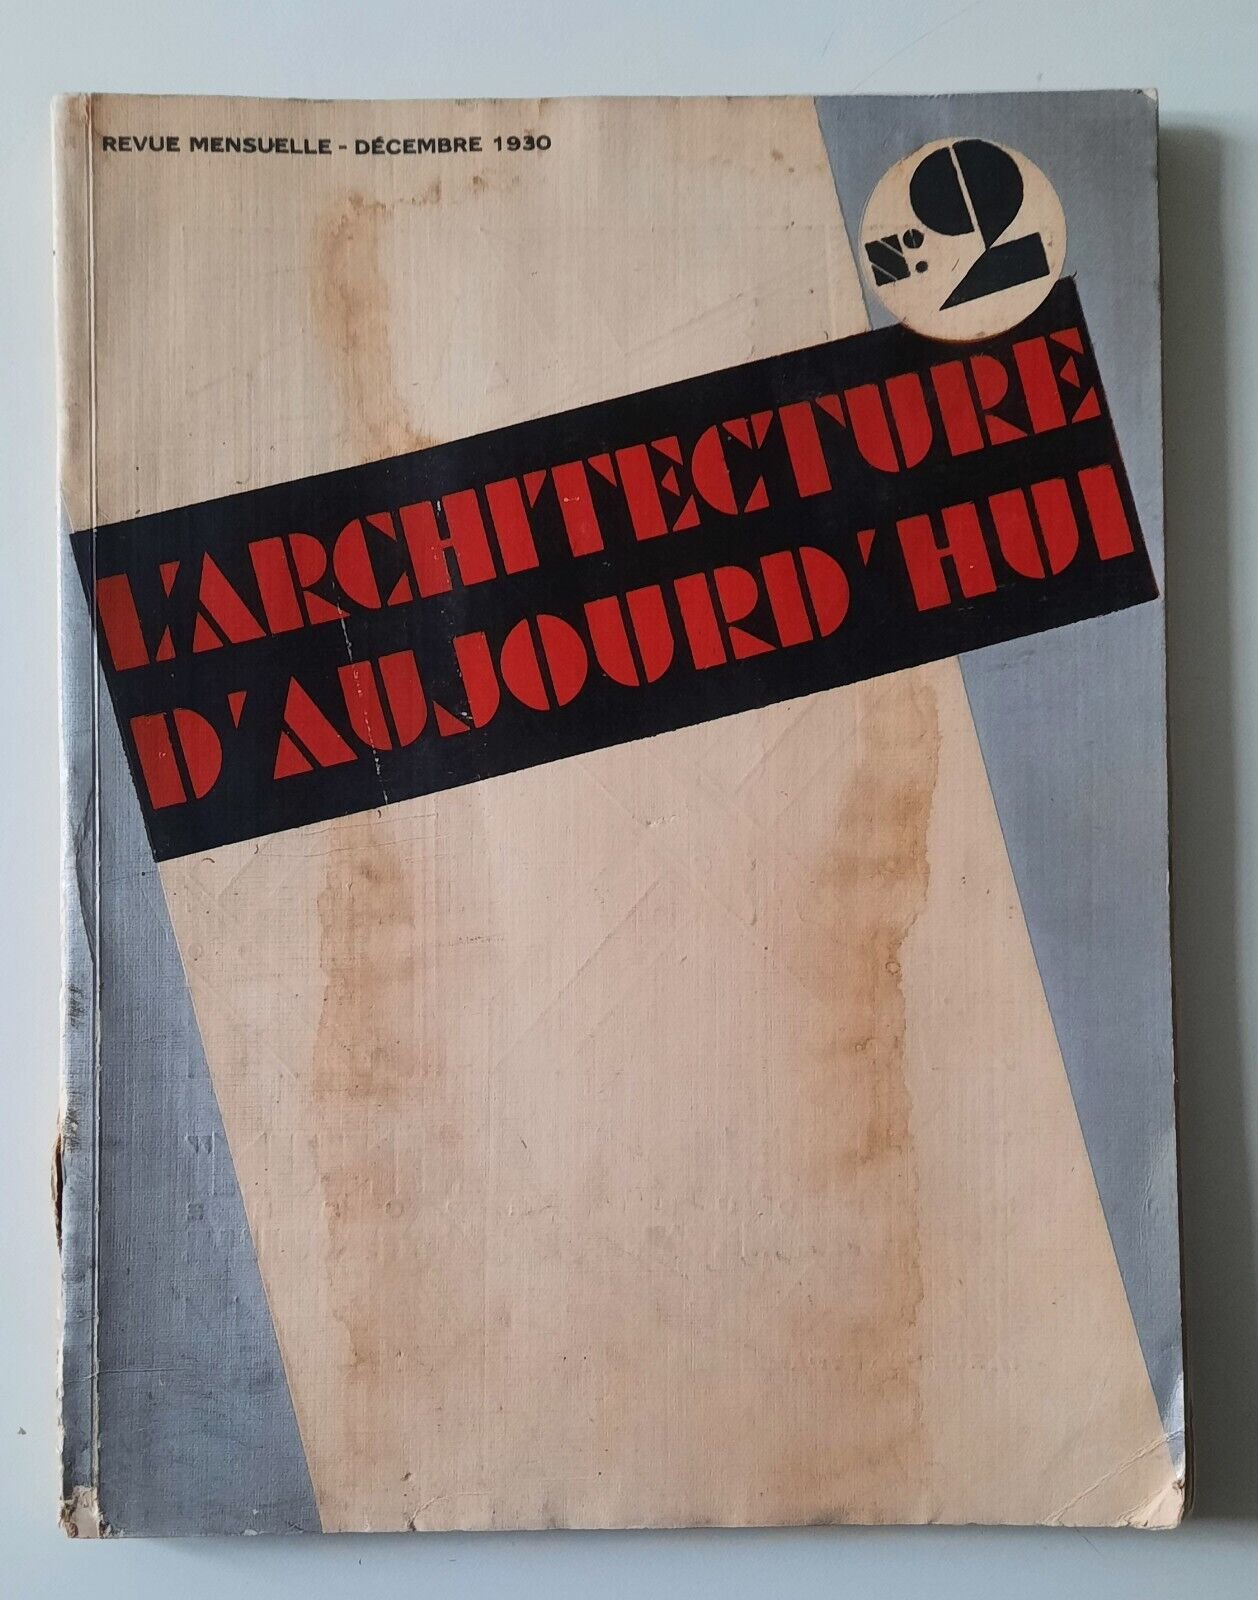 REVUE MENSUELLE - DÉCEMBRE 1930
N° 2
L'ARCHITECTURE
D'AUJOURD'HUI